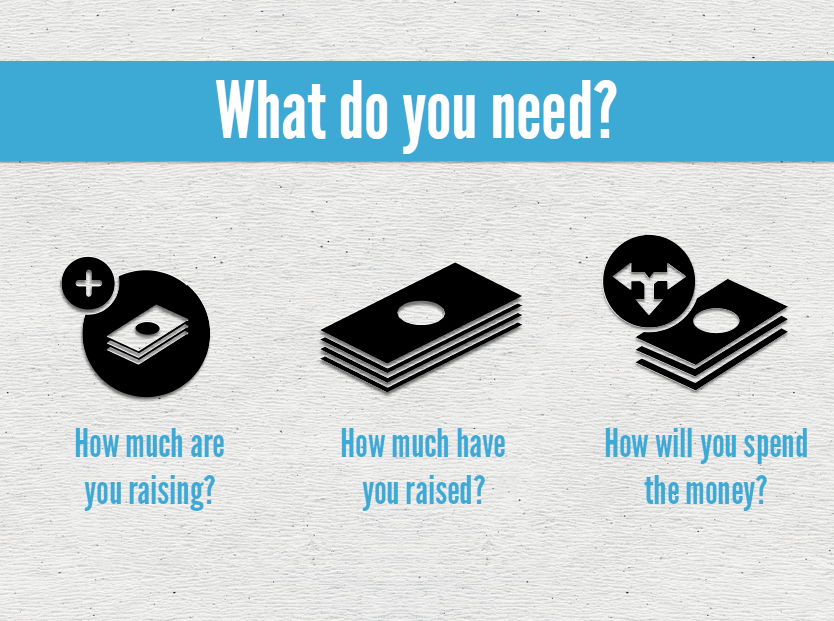 What do you need?
How much are
you raising?
How much have
you raised?
How will you spend
the money?